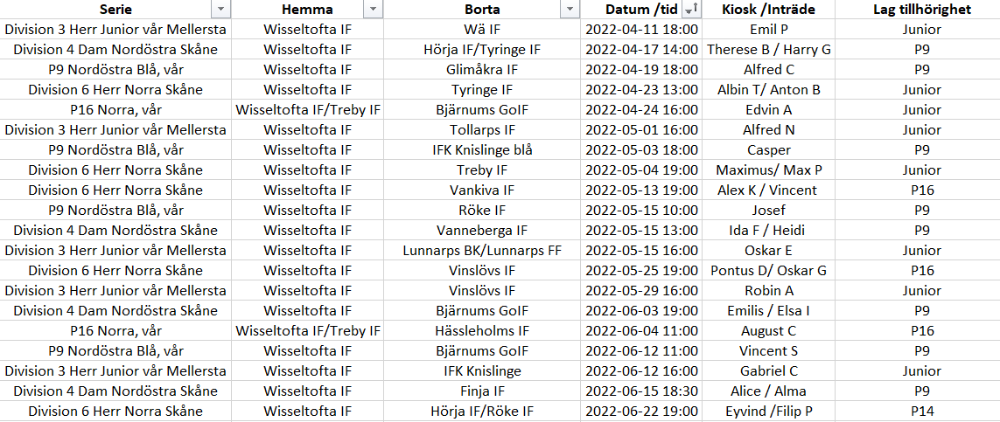 Serie Hemma Borta Datum /tid Kiosk /Inträde Lag tillhörighet
Division 3 Herr Junior vår Mellersta Wisseltofta IF Wä IF 2022-04-11 18:00 Emil P Junior
Division 4 Dam Nordöstra Skåne Wisseltofta IF Hörja IF/Tyringe IF 2022-04-17 14:00 Therese B / Harry G P9
P9 Nordöstra Blå, vår Wisseltofta IF Glimåkra IF 2022-04-19 18:00 Alfred C P9
Division 6 Herr Norra Skåne Wisseltofta IF Tyringe IF 2022-04-23 13:00 Albin T/ Anton B Junior
P16 Norra, vår Wisseltofta IF/Treby IF Bjärnums GoIF 2022-04-24 16:00 Edvin A Junior
Division 3 Herr Junior vår Mellersta Wisseltofta IF Tollarps IF 2022-05-01 16:00 Alfred N Junior
P9 Nordöstra Blå, vår Wisseltofta IF IFK Knislinge blå 2022-05-03 18:00 Casper P9
Division 6 Herr Norra Skåne Wisseltofta IF Treby IF 2022-05-04 19:00 Maximus/ Max P Junior
Division 6 Herr Norra Skåne Wisseltofta IF Vankiva IF 2022-05-13 19:00 Alex K / Vincent P16
P9 Nordöstra Blå, vår Wisseltofta IF Röke IF 2022-05-15 10:00 Josef P9
Division 4 Dam Nordöstra Skåne Wisseltofta IF Vanneberga IF 2022-05-15 13:00 Ida F / Heidi P9
Division 3 Herr Junior vår Mellersta Wisseltofta IF Lunnarps BK/Lunnarps FF 2022-05-15 16:00 Oskar E Junior
Division 6 Herr Norra Skåne Wisseltofta IF Vinslövs IF 2022-05-25 19:00 Pontus D/ Oskar G P16
Division 3 Herr Junior vår Mellersta Wisseltofta IF Vinslövs IF 2022-05-29 16:00 Robin A Junior
Division 4 Dam Nordöstra Skåne Wisseltofta IF Bjärnums GoIF 2022-06-03 19:00 Emilis / Elsa I P9
P16 Norra, vår Wisseltofta IF/Treby IF Hässleholms IF 2022-06-04 11:00 August C P16
P9 Nordöstra Blå, vår Wisseltofta IF Bjärnums GoIF 2022-06-12 11:00 Vincent S P9
Division 3 Herr Junior vår Mellersta Wisseltofta IF IFK Knislinge 2022-06-12 16:00 Gabriel C Junior
Division 4 Dam Nordöstra Skåne Wisseltofta IF Finja IF 2022-06-15 18:30 Alice / Alma P9
Division 6 Herr Norra Skåne Wisseltofta IF Hörja IF/Röke IF 2022-06-22 19:00 Eyvind /Filip P P14